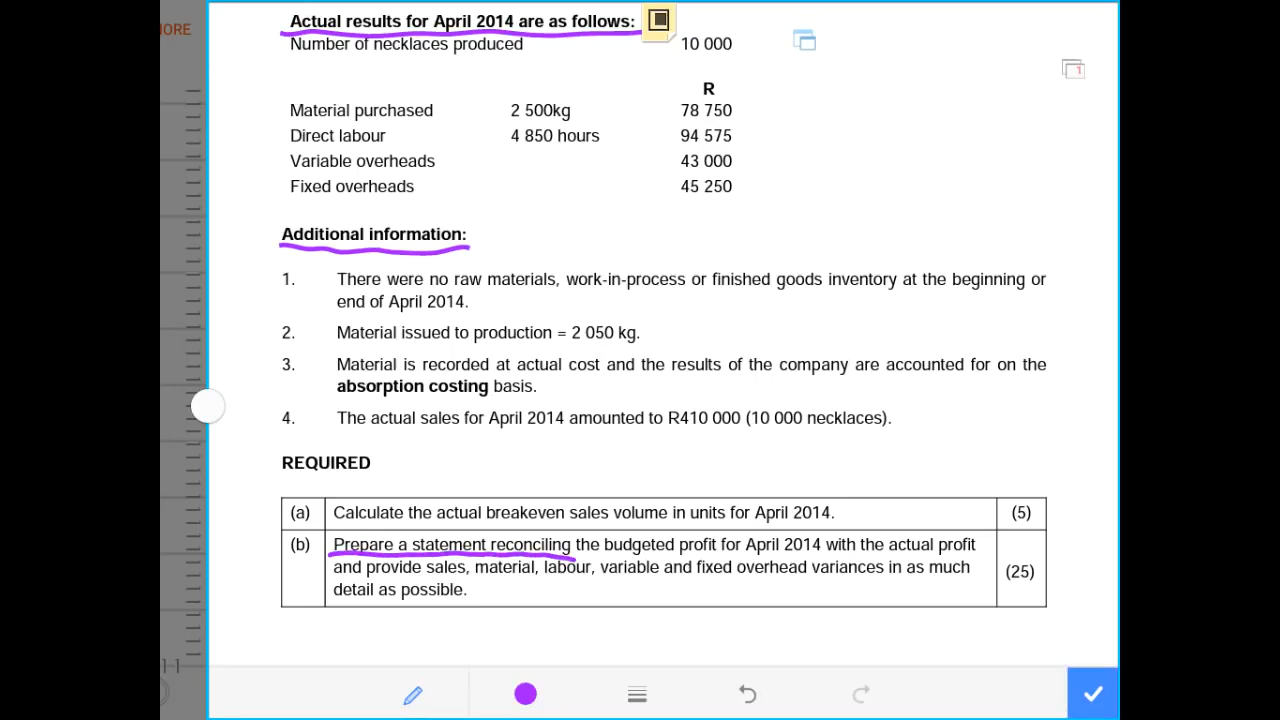 ORE
Actual results for April 2014 are as follows:
Number of necklaces produced 10 000
1
R
Material purchased 2 500kg 78 750
Direct labour 4 850 hours 94 575
Variable overheads 43 000
Fixed overheads 45 250
Additional information:
1. There were no raw materials, work-in-process or finished goods inventory at the beginning or
end of April 2014.
2. Material issued to production = 2 050 kg.
3. Material is recorded at actual cost and the results of the company are accounted for on the
absorption costing basis.
4. The actual sales for April 2014 amounted to R410 000 (10 000 necklaces).
REQUIRED
(a) Calculate the actual breakeven sales volume in units for April 2014. (5)
(b) Prepare a statement reconciling the budgeted profit for April 2014 with the actual profit
and provide sales, material, labour, variable and fixed overhead variances in as much
detail as possible. (25)